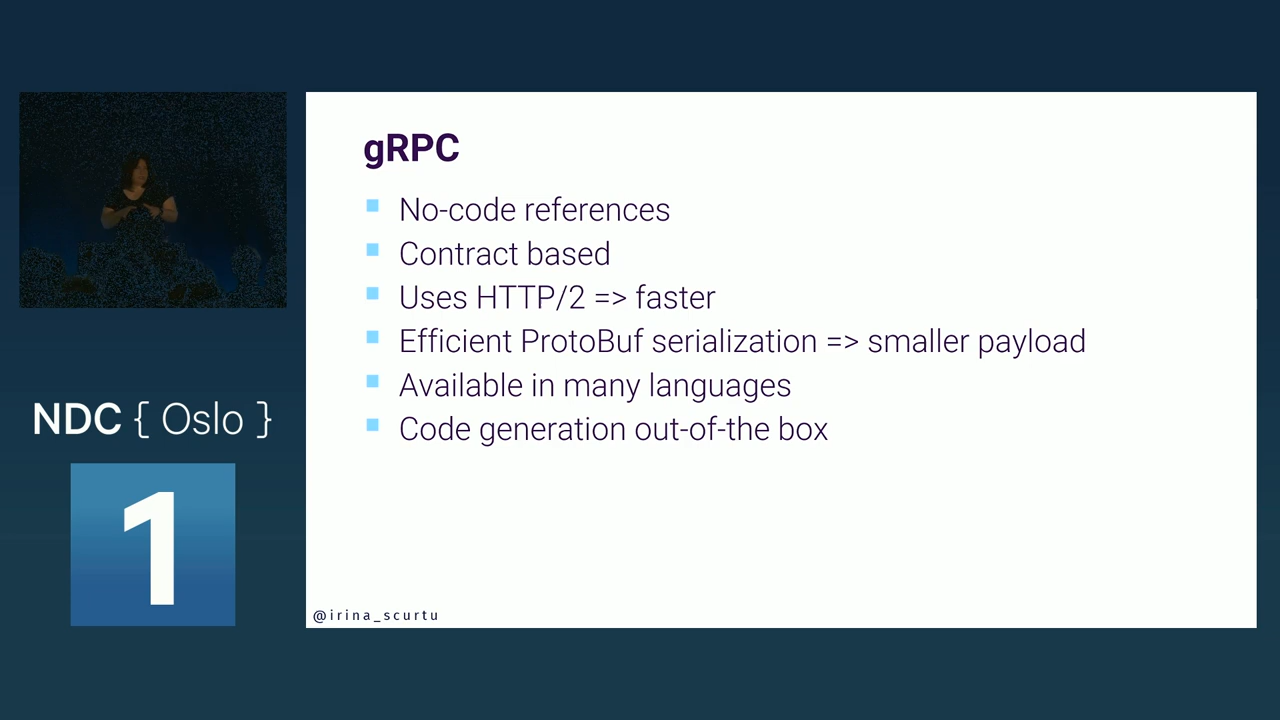 gRPC
No-code references
Contract based
Uses HTTP/2 => faster
Efficient ProtoBuf serialization => smaller payload
Available in many languages
Code generation out-of-the box
NDC { Oslo }
1
@irina_scurtu